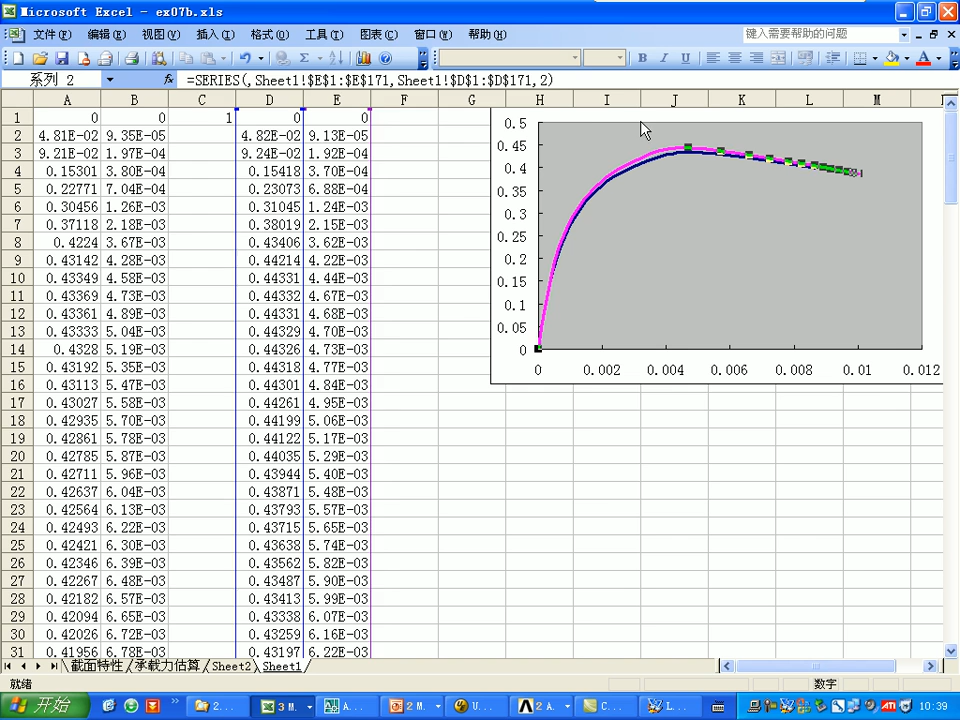 Microsoft Excel - ex07b.xls
文件(F) 编辑(E) 视图(V) 插入(I) 格式(O) 工具(T) 图表(C) 窗口(W) 帮助(H) 键入需要帮助的问题
系列 2 fx =SERIES(,Sheet1!$E$1:$E$171,Sheet1!$D$1:$D$171,2)
A B C D E F G H I J K L M
1 0 0 1 0 0
2 4.81E-02 9.35E-05 4.82E-02 9.13E-05
3 9.21E-02 1.97E-04 9.24E-02 1.92E-04
4 0.15301 3.80E-04 0.15418 3.70E-04
5 0.22771 7.04E-04 0.23073 6.88E-04
6 0.30456 1.26E-03 0.31045 1.24E-03
7 0.37118 2.18E-03 0.38019 2.15E-03
8 0.4224 3.67E-03 0.43406 3.62E-03
9 0.43142 4.28E-03 0.44214 4.22E-03
10 0.43349 4.58E-03 0.44331 4.44E-03
11 0.43369 4.73E-03 0.44332 4.67E-03
12 0.43361 4.89E-03 0.44331 4.68E-03
13 0.43333 5.04E-03 0.44329 4.70E-03
14 0.4328 5.19E-03 0.44326 4.73E-03
15 0.43192 5.35E-03 0.44318 4.77E-03
16 0.43113 5.47E-03 0.44301 4.84E-03
17 0.43027 5.58E-03 0.44261 4.95E-03
18 0.42935 5.70E-03 0.44199 5.06E-03
19 0.42861 5.78E-03 0.44122 5.17E-03
20 0.42785 5.87E-03 0.44035 5.29E-03
21 0.42711 5.96E-03 0.43944 5.40E-03
22 0.42637 6.04E-03 0.43871 5.48E-03
23 0.42564 6.13E-03 0.43793 5.57E-03
24 0.42493 6.22E-03 0.43715 5.65E-03
25 0.42421 6.30E-03 0.43638 5.74E-03
26 0.42346 6.39E-03 0.43562 5.82E-03
27 0.42267 6.48E-03 0.43487 5.90E-03
28 0.42182 6.57E-03 0.43413 5.99E-03
29 0.42094 6.65E-03 0.43338 6.07E-03
30 0.42026 6.72E-03 0.43259 6.16E-03
31 0.41956 6.78E-03 0.43197 6.22E-03
0.5
0.45
0.4
0.35
0.3
0.25
0.2
0.15
0.1
0.05
0
0 0.002 0.004 0.006 0.008 0.01 0.012
截面特性 承载力估算 Sheet2 Sheet1
就绪 数字
开始 2... 3 M. A... 2 M. U... 2 A. C... L... 10:39